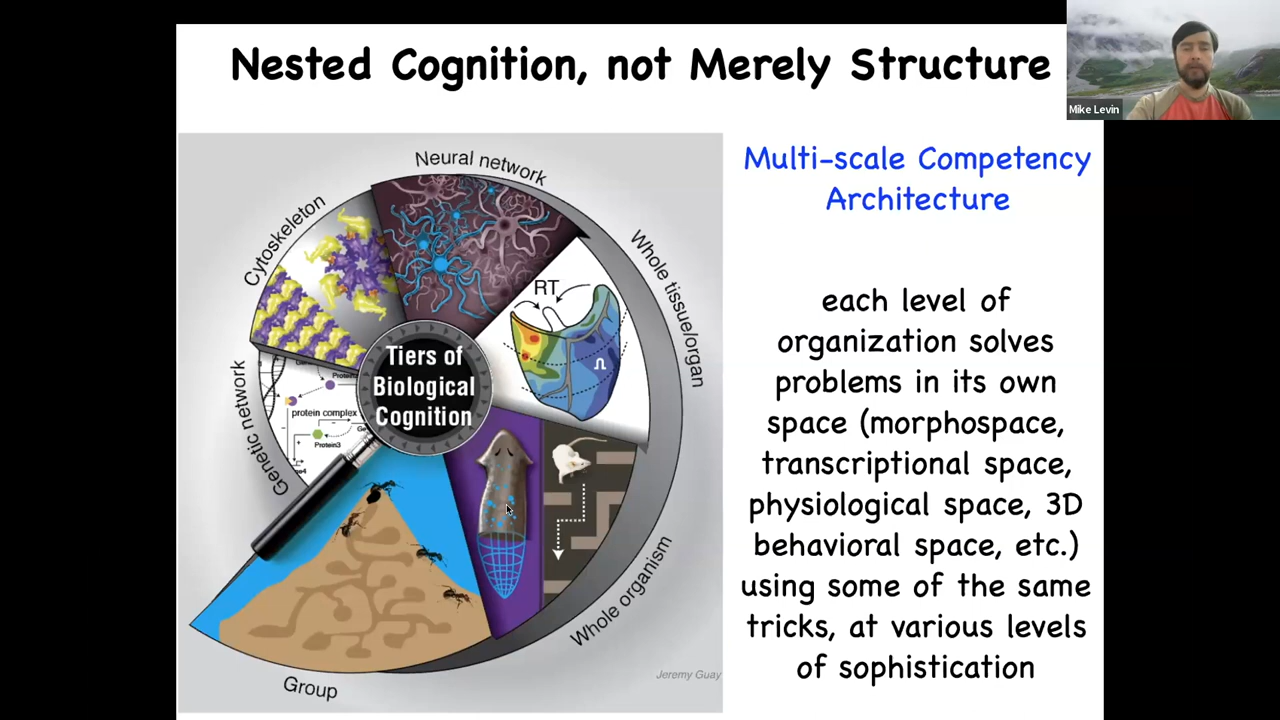 Nested Cognition, not Merely Structure
Mike Levin
Neural network
Cytoskeleton
Whole tissue/organ
RT
Tiers of
Biological
Cognition
Genetic network
protein complex
Protein3
Whole organism
Group
Jeremy Guay
Multi-scale Competency
Architecture
each level of
organization solves
problems in its own
space (morphospace,
transcriptional space,
physiological space, 3D
behavioral space, etc.)
using some of the same
tricks, at various levels
of sophistication